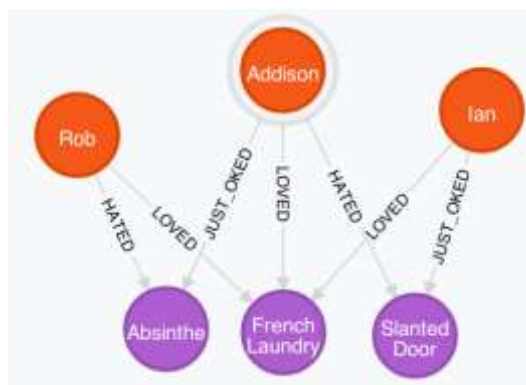 Addison
Rob
Ian
HATED
LOVED
JUST_OKED
LOVED
HATED
LOVED
JUST_OKED
Absinthe
French
Laundry
Slanted
Door